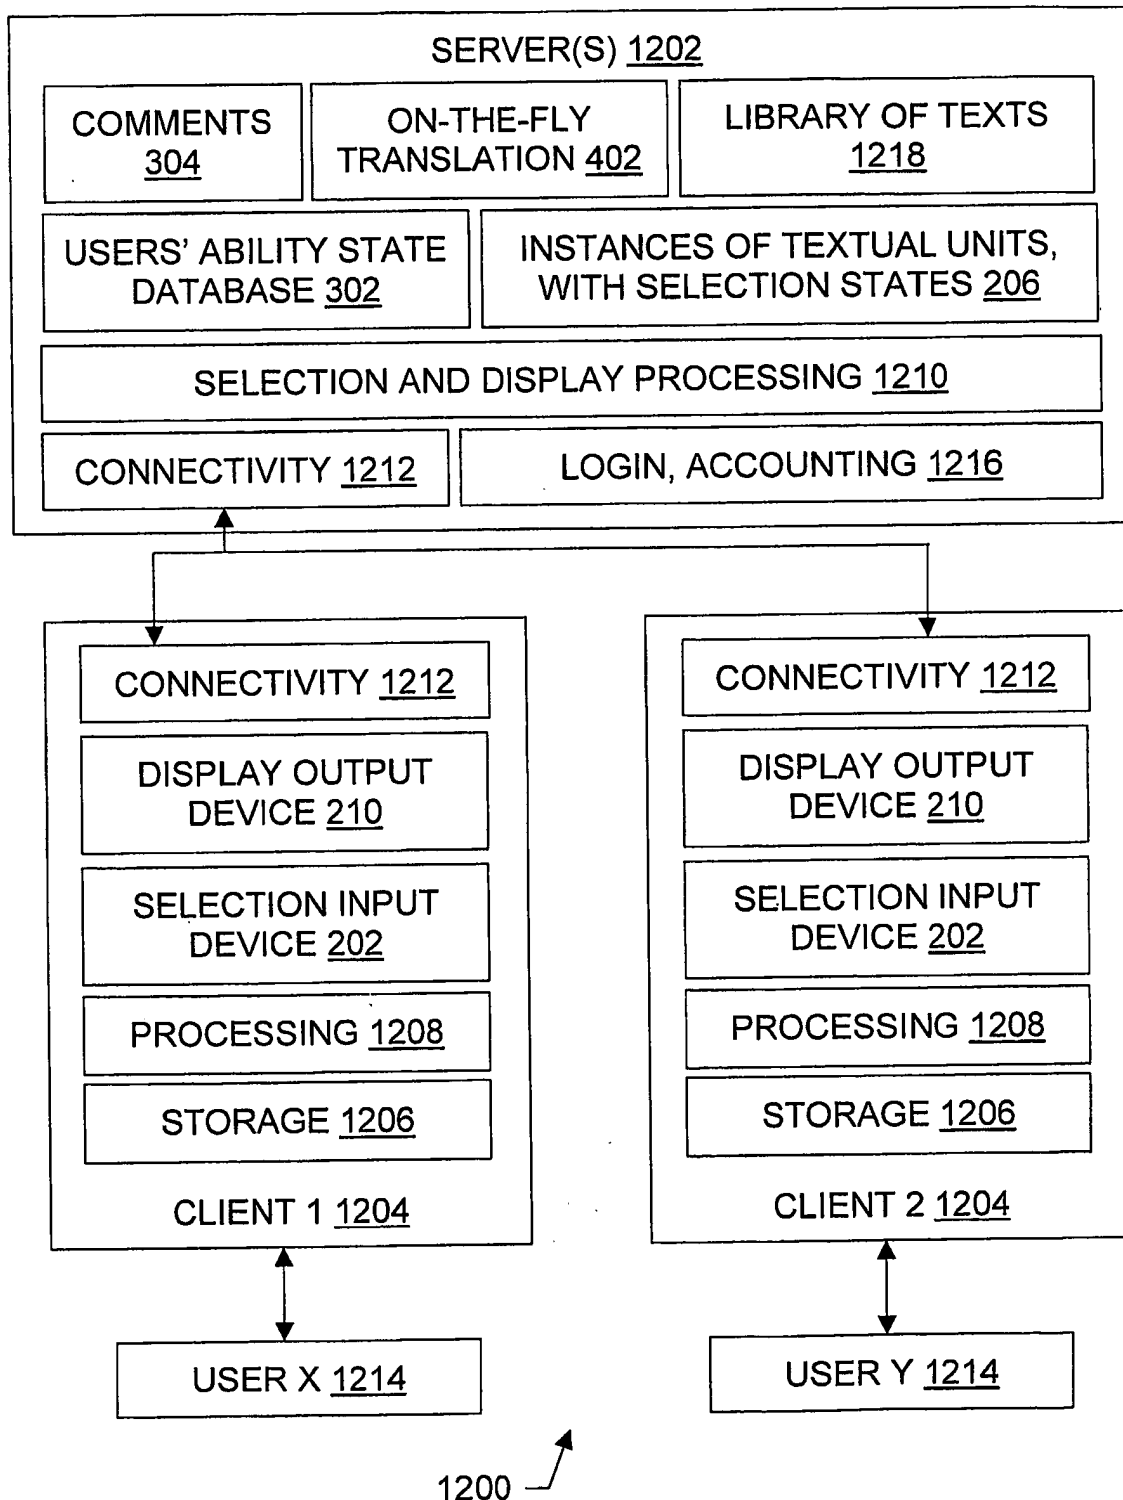 SERVER(S) 1202
COMMENTS
304
ON-THE-FLY
TRANSLATION 402
LIBRARY OF TEXTS
1218
USERS' ABILITY STATE
DATABASE 302
INSTANCES OF TEXTUAL UNITS,
WITH SELECTION STATES 206
SELECTION AND DISPLAY PROCESSING 1210
CONNECTIVITY 1212
LOGIN, ACCOUNTING 1216
CONNECTIVITY 1212
DISPLAY OUTPUT
DEVICE 210
SELECTION INPUT
DEVICE 202
PROCESSING 1208
STORAGE 1206
CLIENT 1 1204
CONNECTIVITY 1212
DISPLAY OUTPUT
DEVICE 210
SELECTION INPUT
DEVICE 202
PROCESSING 1208
STORAGE 1206
CLIENT 2 1204
USER X 1214
USER Y 1214
1200